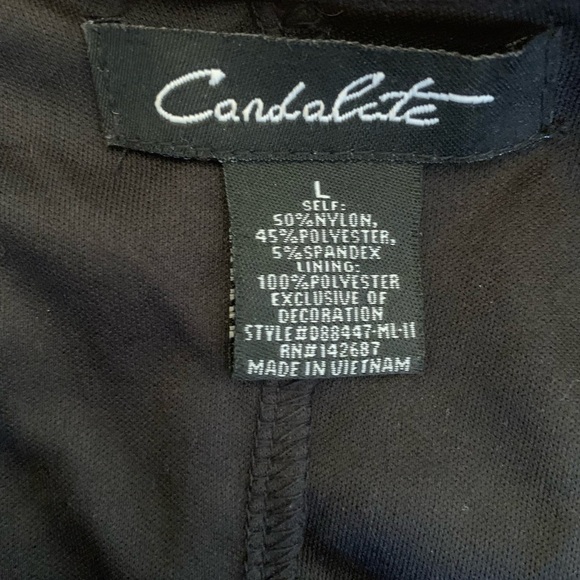 Candalite
L
SELF:
50%NYLON,
45%POLYESTER,
5%SPANDEX
LINING:
100%POLYESTER
EXCLUSIVE OF
DECORATION
STYLE#D88447-ML-11
RN#142687
MADE IN VIETNAM